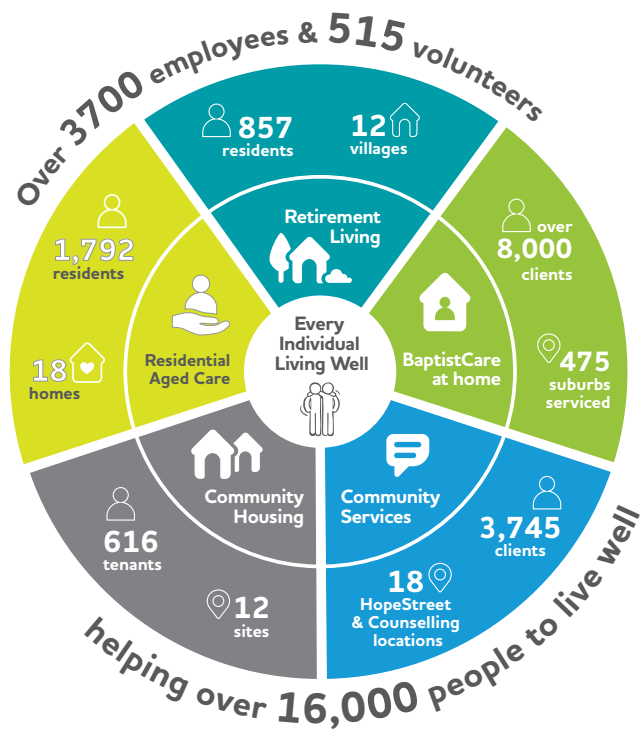 Over 3700 employees & 515 volunteers
857
residents
12
villages
Retirement
Living
over
8,000
clients
475
suburbs
serviced
BaptistCare
at home
3,745
clients
18
HopeStreet
& Counselling
locations
Community
Services
616
tenants
12
sites
Community
Housing
1,792
residents
18
homes
Residential
Aged Care
Every
Individual
Living Well
helping over 16,000 people to live well